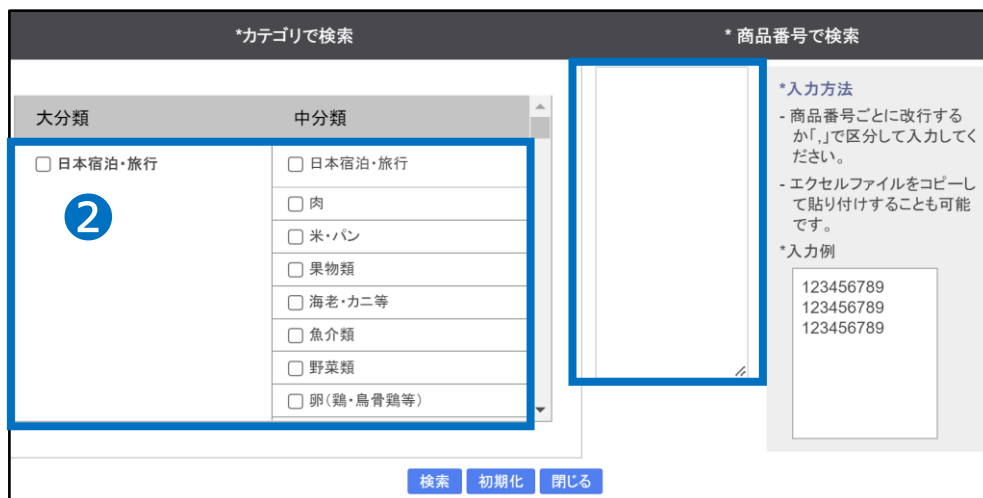 *カテゴリで検索
* 商品番号で検索
大分類
中分類
日本宿泊・旅行
日本宿泊・旅行
肉
米・パン
果物類
海老・カニ等
魚介類
野菜類
卵(鶏・烏骨鶏等)
2
*入力方法
- 商品番号ごとに改行する
か「,」で区分して入力してく
ださい。
- エクセルファイルをコピーし
て貼り付けすることも可能
です。
*入力例
123456789
123456789
123456789
検索 初期化 閉じる